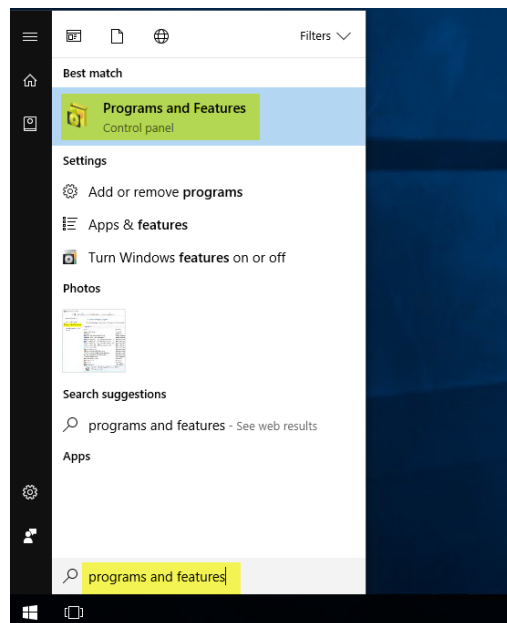 Filters
Best match
Programs and Features
Control panel
Settings
Add or remove programs
Apps & features
Turn Windows features on or off
Photos
Search suggestions
programs and features - See web results
Apps
programs and features